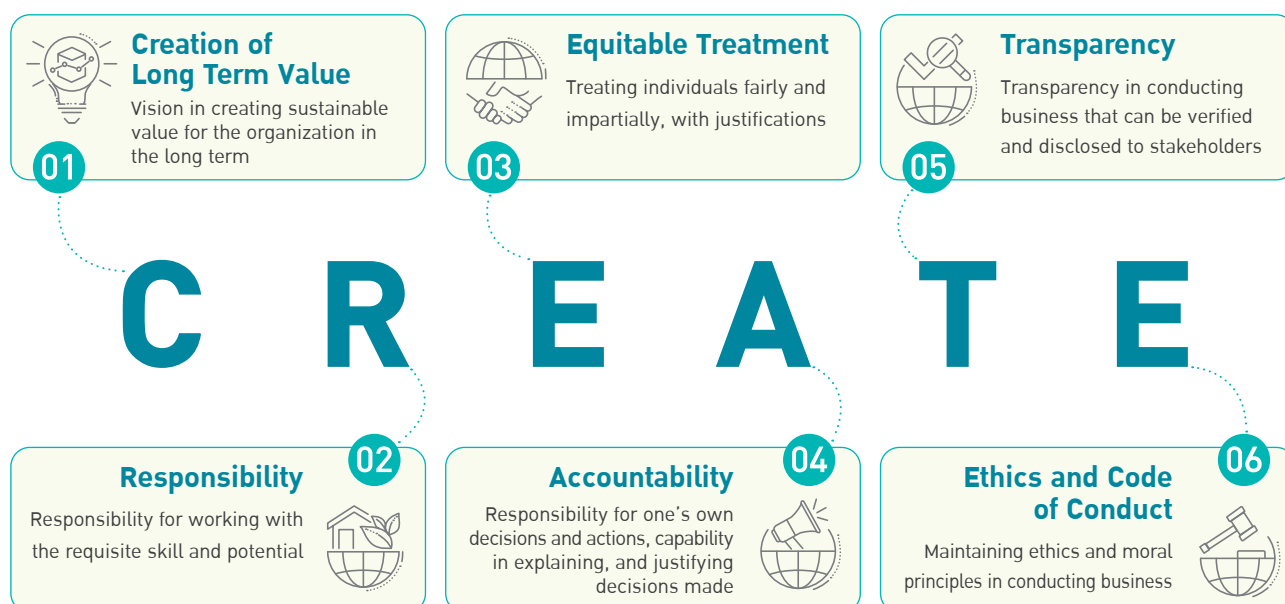 Creation of
Long Term Value
Vision in creating sustainable
value for the organization in
the long term
01
Equitable Treatment
Treating individuals fairly and
impartially, with justifications
03
Transparency
Transparency in conducting
business that can be verified
and disclosed to stakeholders
05
C R E A T E
02
Responsibility
Responsibility for working with
the requisite skill and potential
04
Accountability
Responsibility for one’s own
decisions and actions, capability
in explaining, and justifying
decisions made
06
Ethics and Code
of Conduct
Maintaining ethics and moral
principles in conducting business